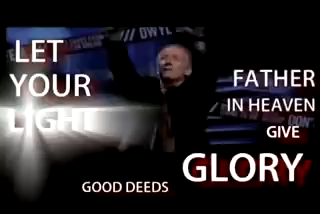 LET
YOUR
LIGHT
GOOD DEEDS
FATHER
IN HEAVEN
GIVE
GLORY